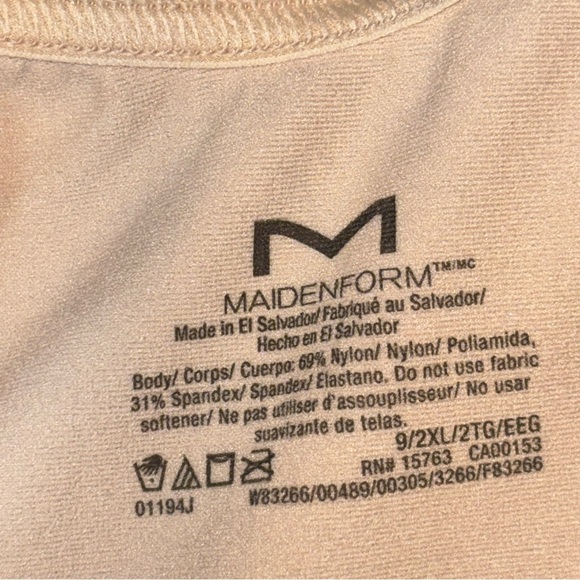 M
MAIDENFORM™/MC
Made in El Salvador/ Fabriqué au Salvador/
Hecho en El Salvador
Body/ Corps/ Cuerpo: 69% Nylon/ Nylon/ Poliamida,
31% Spandex/ Spandex/ Elastano. Do not use fabric
softener/ Ne pas utiliser d'assouplisseur/ No usar
suavizante de telas.
9/2XL/2TG/EEG
RN# 15763 CA00153
01194J W83266/00489/00305/3266/F83266